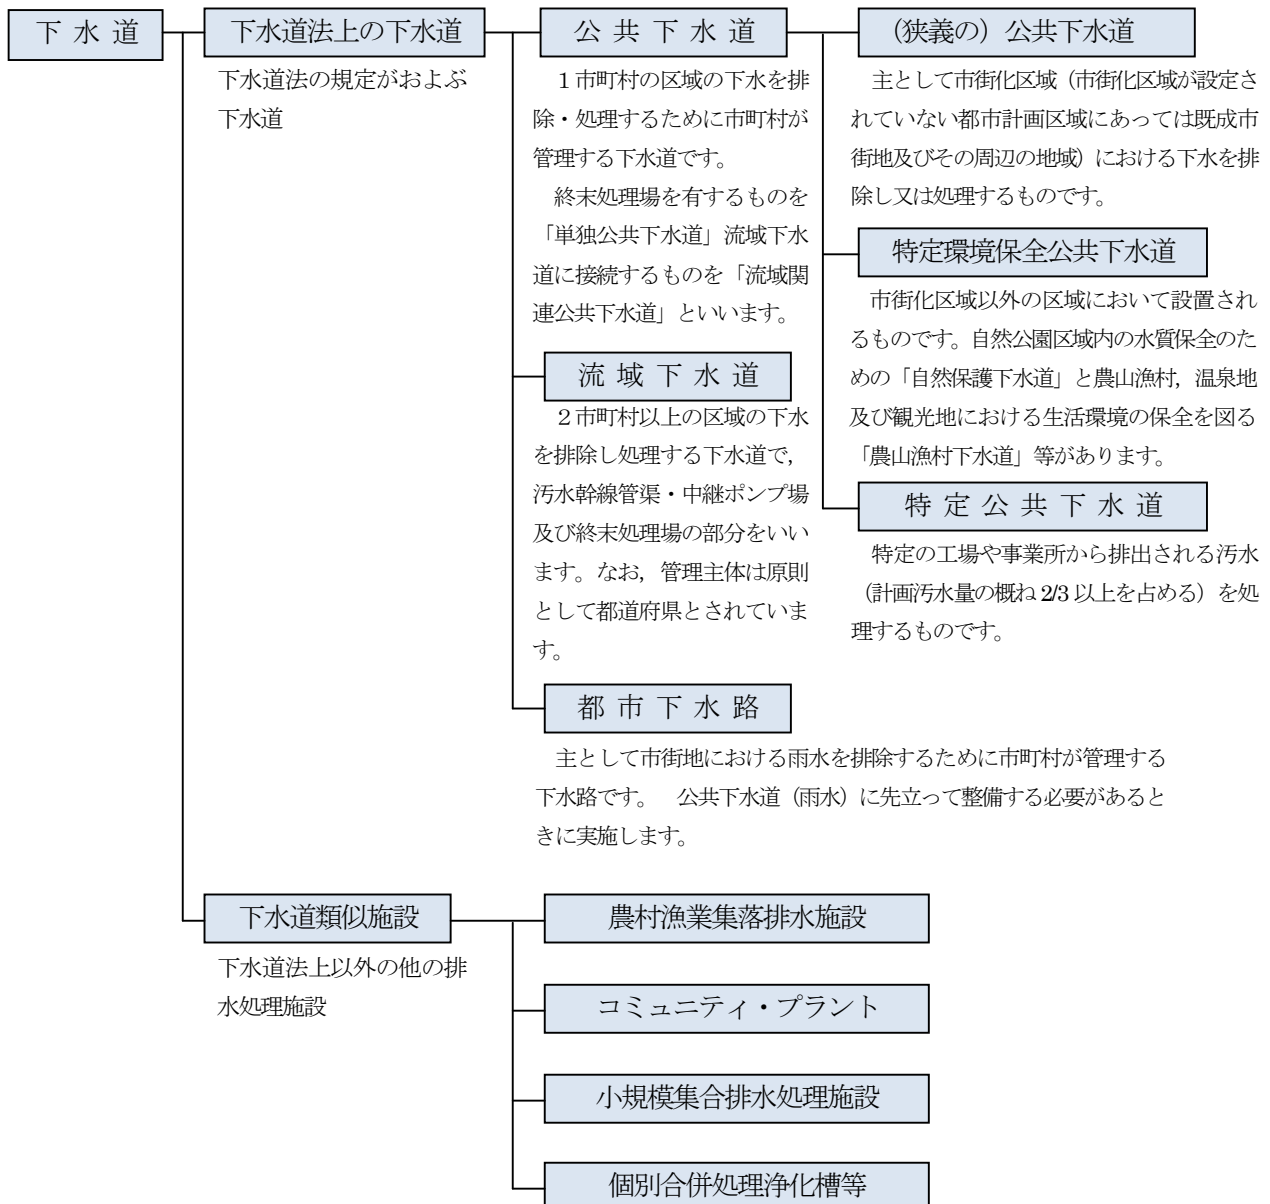 下水道
下水道法上の下水道
下水道法の規定がおよぶ
下水道
公共下水道
1市町村の区域の下水を排
除・処理するために市町村が
管理する下水道です。
終末処理場を有するものを
「単独公共下水道」流域下水
道に接続するものを「流域関
連公共下水道」といいます。
(狭義の)公共下水道
主として市街化区域(市街化区域が設定さ
れていない都市計画区域にあっては既成市
街地及びその周辺の地域)における下水を排
除し又は処理するものです。
特定環境保全公共下水道
市街化区域以外の区域において設置され
るものです。自然公園区域内の水質保全のた
めの「自然保護下水道」と農山漁村,温泉地
及び観光地における生活環境の保全を図る
「農山漁村下水道」等があります。
特定公共下水道
特定の工場や事業所から排出される汚水
(計画汚水量の概ね2/3以上を占める)を処
理するものです。
流域下水道
2市町村以上の区域の下水
を排除し処理する下水道で,
汚水幹線管渠・中継ポンプ場
及び終末処理場の部分をいい
ます。なお,管理主体は原則
として都道府県とされていま
す。
都市下水路
主として市街地における雨水を排除するために市町村が管理する
下水路です。 公共下水道(雨水)に先立って整備する必要があると
きに実施します。
下水道類似施設
下水道法上以外の他の排
水処理施設
農村漁業集落排水施設
コミュニティ・プラント
小規模集合排水処理施設
個別合併処理浄化槽等